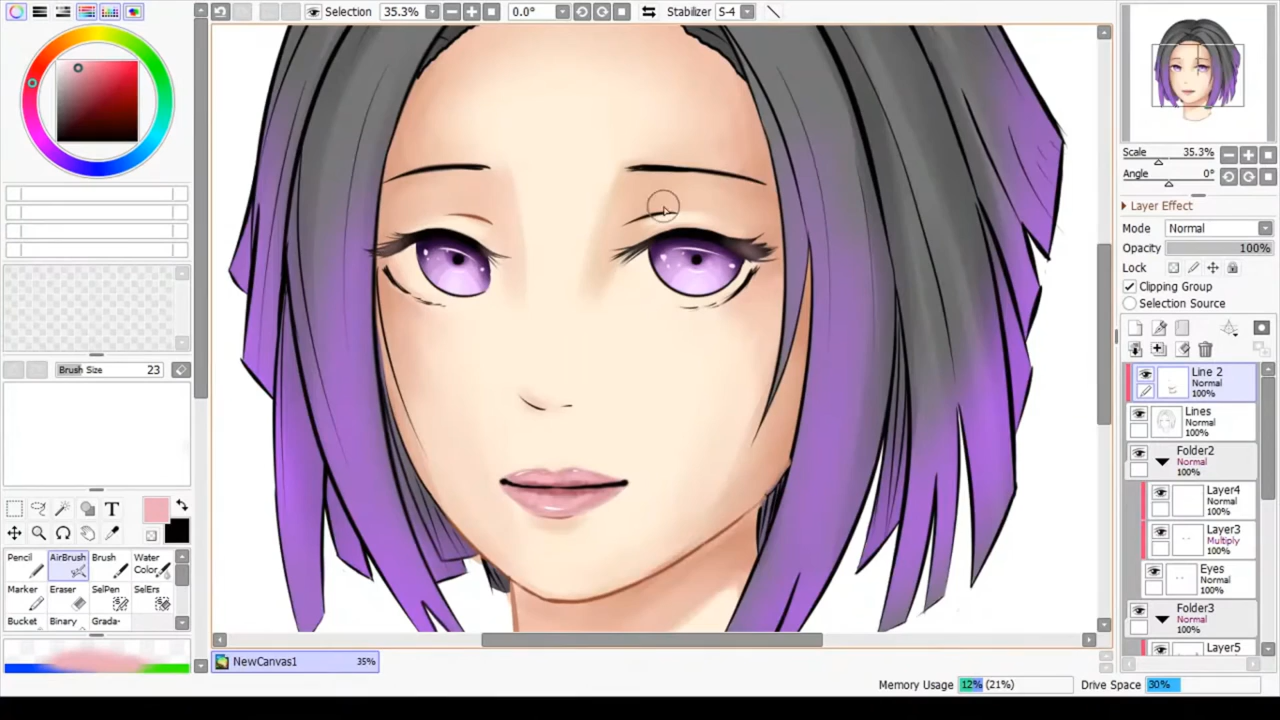 Selection 35.3% 0.0° Stabilizer S-4
Scale 35.3%
Angle 0°
Layer Effect
Mode Normal
Opacity 100%
Lock
Clipping Group
Selection Source
Brush Size 23
Line 2
Normal
100%
Lines
Normal
100%
Folder2
Normal
100%
Layer4
Normal
100%
Layer3
Multiply
100%
Eyes
Normal
100%
Folder3
Normal
100%
Layer5
T
Pencil AirBrush Brush Water Color
Marker Eraser SelPen SelErs
Bucket Binary Grada-
NewCanvas1 35%
Memory Usage 12% (21%) Drive Space 30%